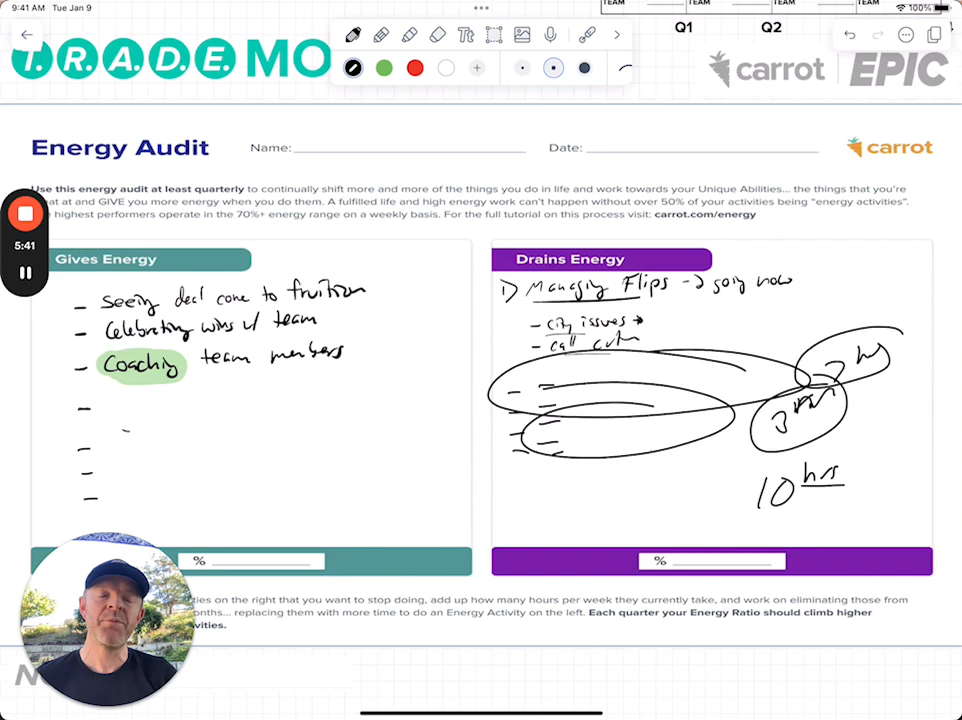 9:41 AM Tue Jan 9
100%
TEAM TEAM TEAM
Q1 Q2
T.R.A.D.E. MO
carrot EPIC
Energy Audit Name: Date: carrot
Use this energy audit at least quarterly to continually shift more and more of the things you do in life and work towards your Unique Abilities... the things that you're
at at and GIVE you more energy when you do them. A fulfilled life and high energy work can't happen without over 50% of your activities being "energy activities".
highest performers operate in the 70%+ energy range on a weekly basis. For the full tutorial on this process visit: carrot.com/energy
5:41
Gives Energy
- Seeing deal come to fruition
- Celebrating wins w/ team
- Coaching team members
%
Drains Energy
1) Managing Flips → going now
- city issues
- call
hrs
3
10 hrs
%
ties on the right that you want to stop doing, add up how many hours per week they currently take, and work on eliminating those from
onths... replacing them with more time to do an Energy Activity on the left. Each quarter your Energy Ratio should climb higher
vities.